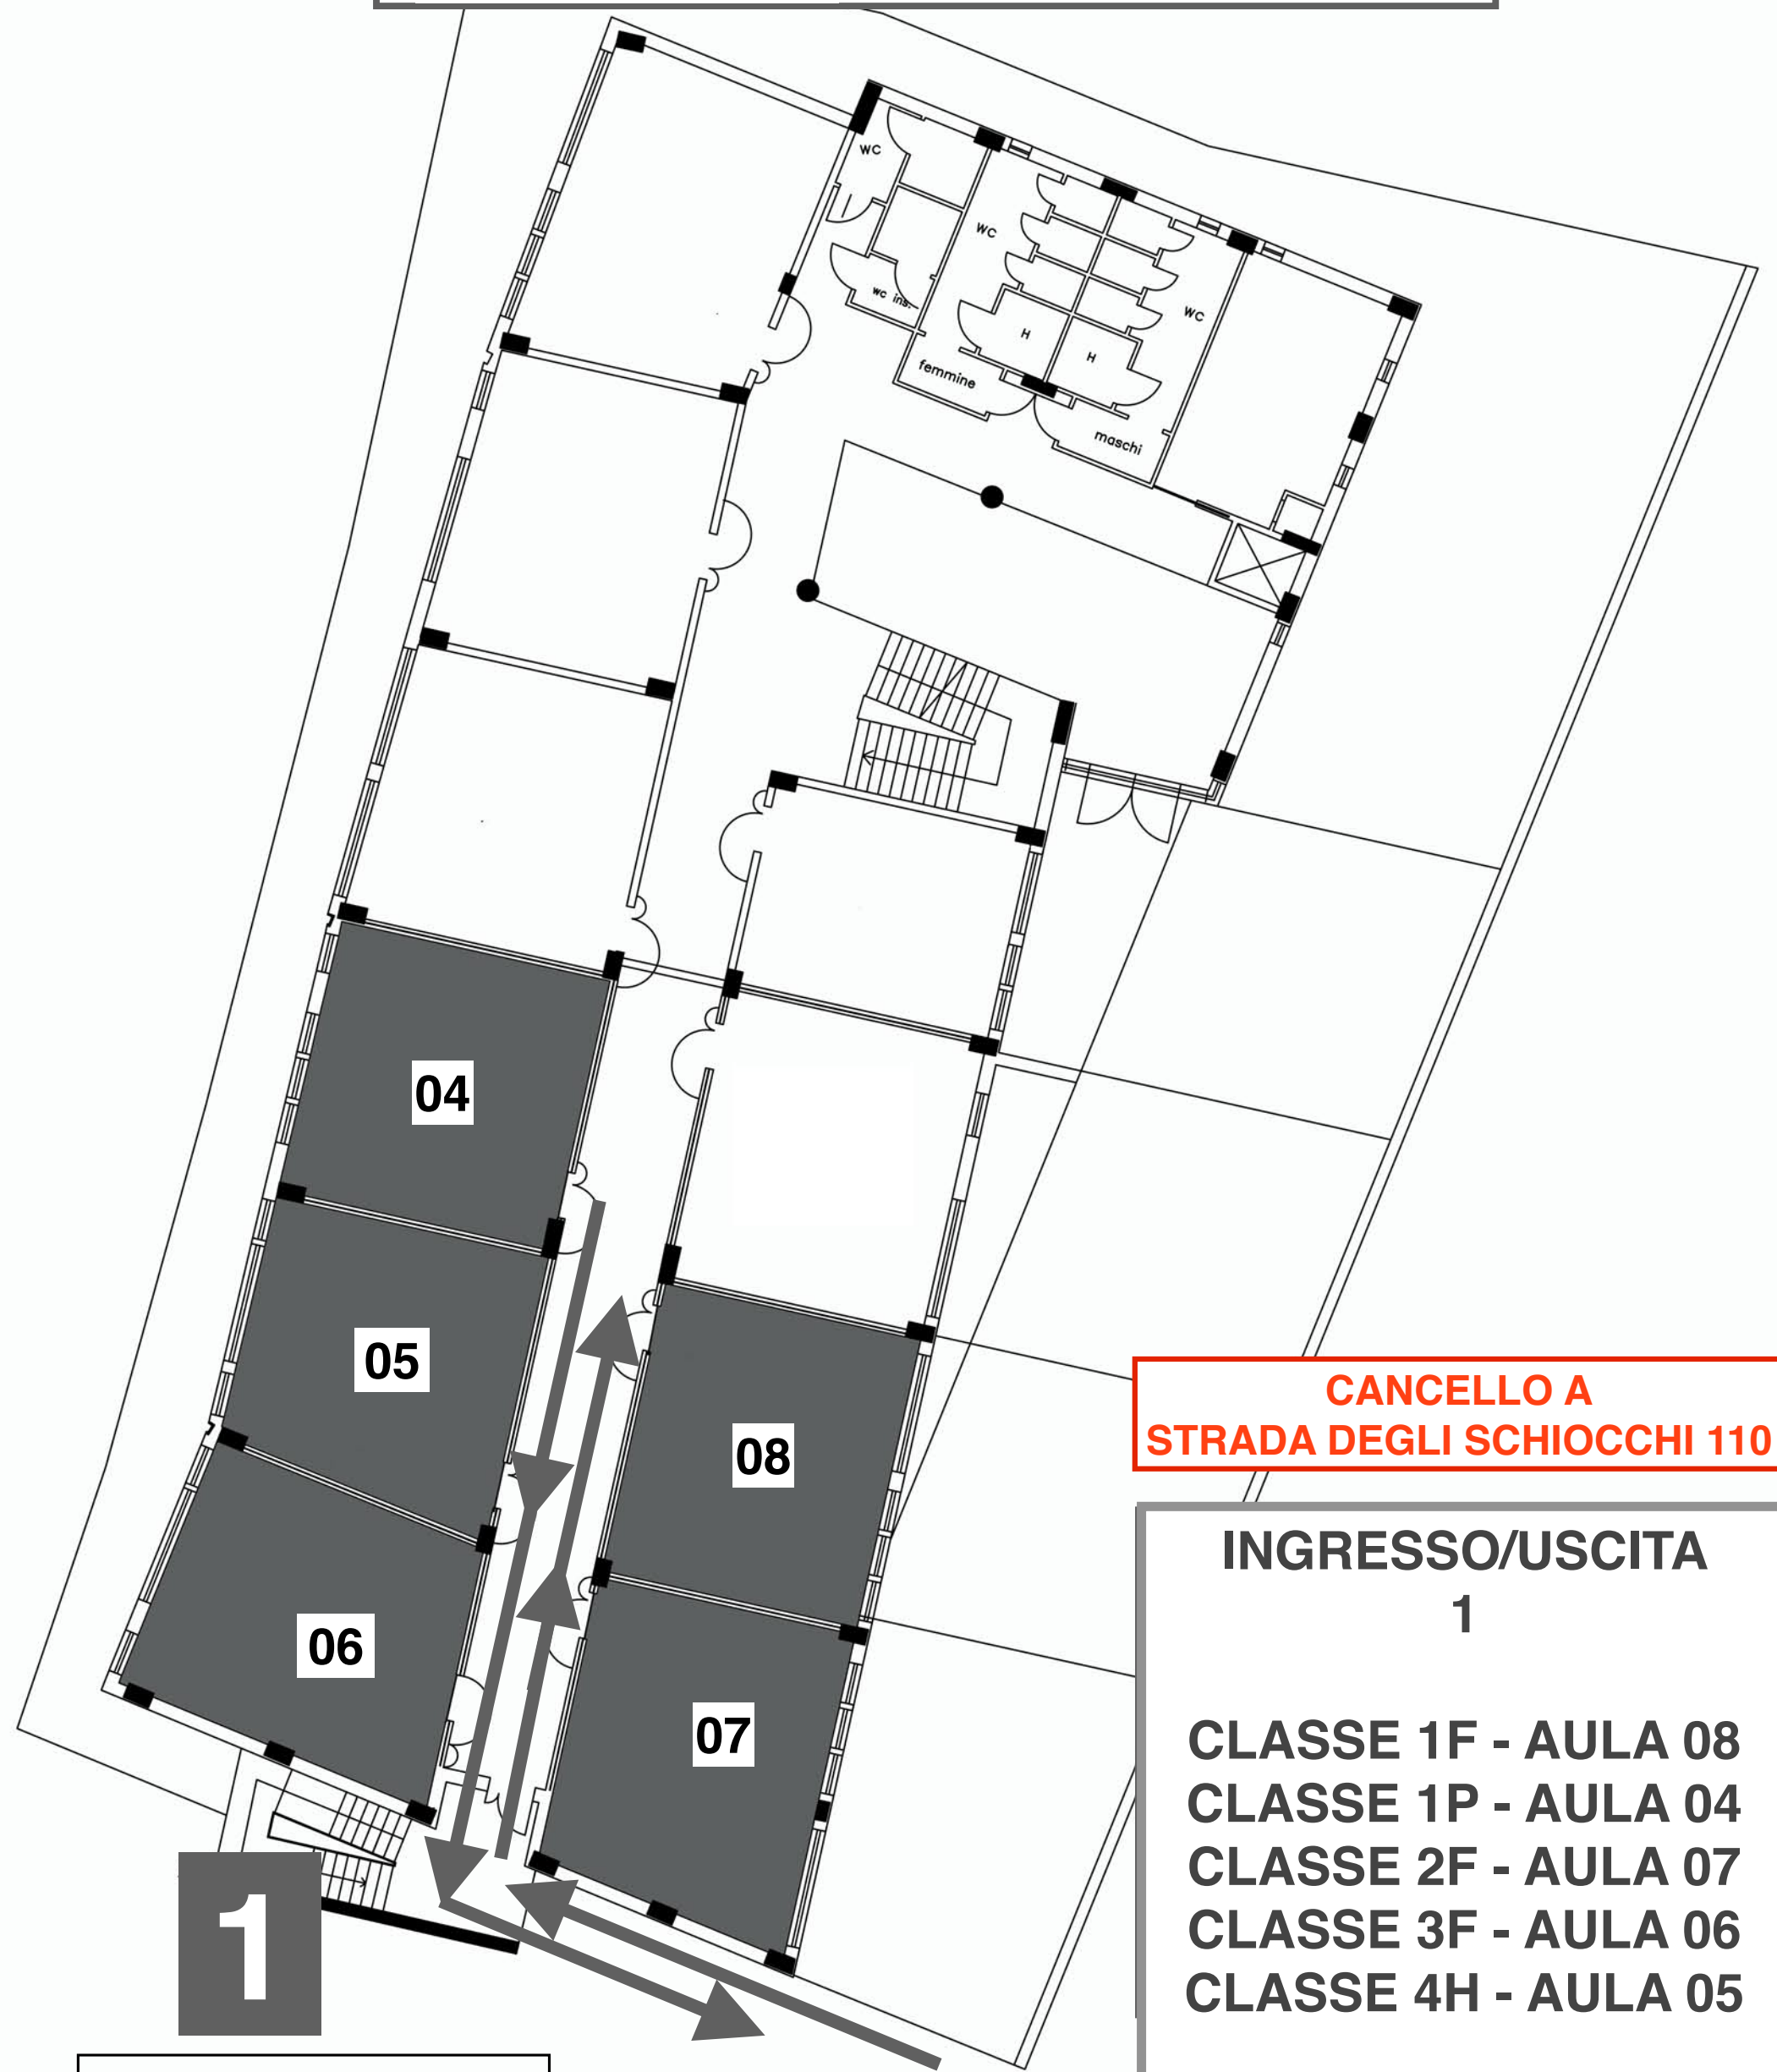 WC
WC
wc ins.
WC
H
H
femmine
maschi
04
05
08
06
07
CANCELLO A
STRADA DEGLI SCHIOCCHI 110
INGRESSO/USCITA
1
CLASSE 1F - AULA 08
CLASSE 1P - AULA 04
CLASSE 2F - AULA 07
CLASSE 3F - AULA 06
CLASSE 4H - AULA 05
1